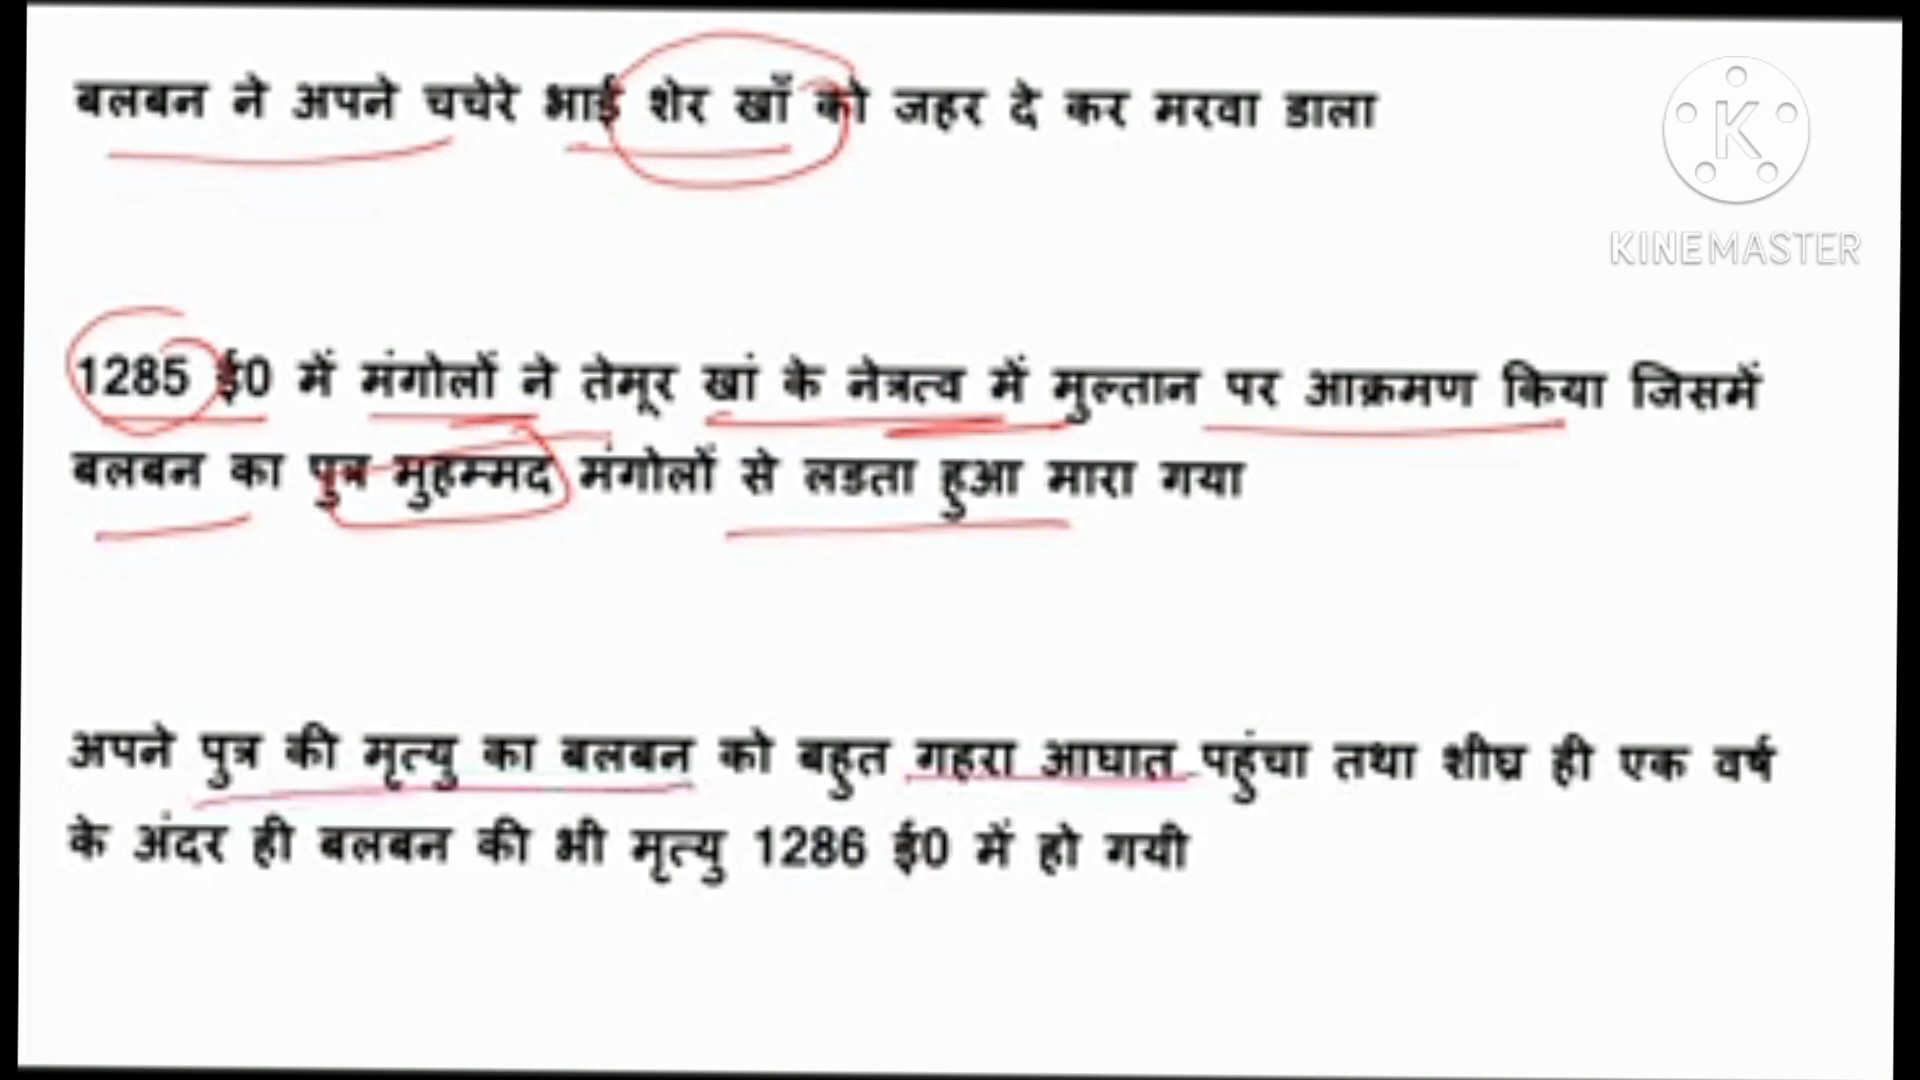 बलबन ने अपने चचेरे भाई शेर खाँ को जहर दे कर मरवा डाला
K
KINEMASTER
1285 ई0 में मंगोलों ने तेमूर खां के नेत्रत्व में मुल्तान पर आक्रमण किया जिसमें
बलबन का पुत्र मुहम्मद मंगोलों से लडता हुआ मारा गया
अपने पुत्र की मृत्यु का बलबन को बहुत गहरा आघात पहुंचा तथा शीघ्र ही एक वर्ष
के अंदर ही बलबन की भी मृत्यु 1286 ई0 में हो गयी